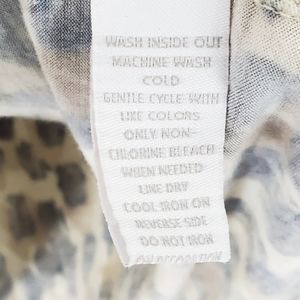 WASH INSIDE OUT
MACHINE WASH
COLD
GENTLE CYCLE WITH
LIKE COLORS
ONLY NON-
CHLORINE BLEACH
WHEN NEEDED
LINE DRY
COOL IRON ON
REVERSE SIDE
DO NOT IRON